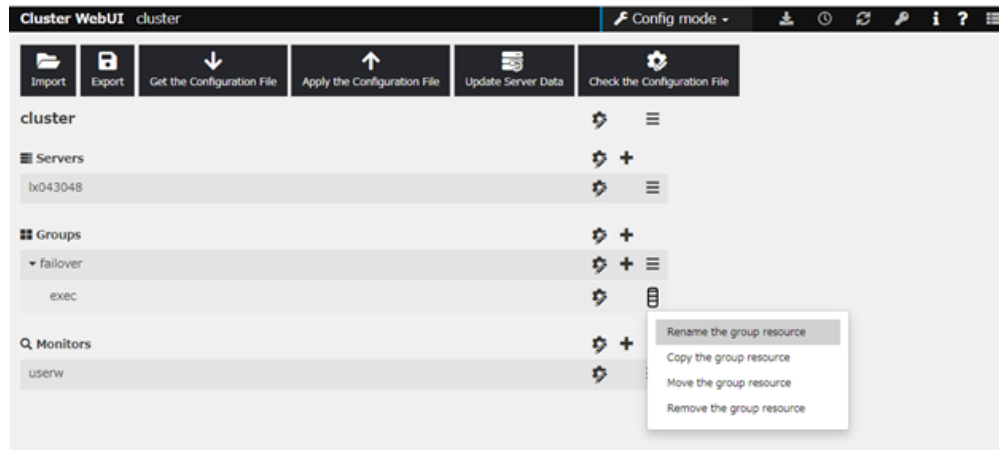 Cluster WebUI cluster Config mode
Import Export Get the Configuration File Apply the Configuration File Update Server Data Check the Configuration File
cluster
Servers
lx043048
Groups
failover
exec
Rename the group resource
Monitors
Copy the group resource
userw
Move the group resource
Remove the group resource